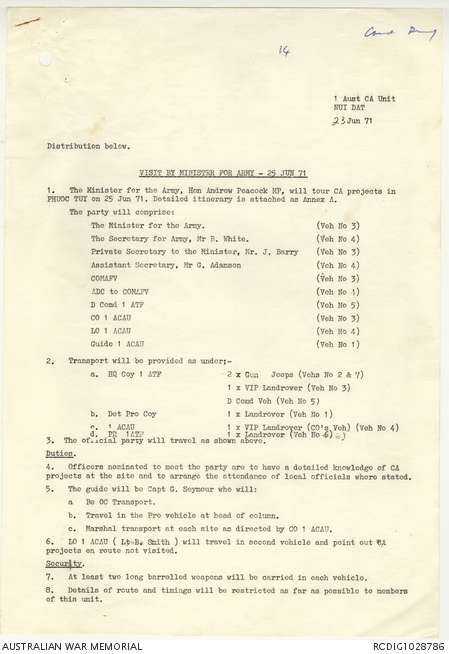 14
1 Aust CA Unit
NUI DAT
23 Jun 71
Distribution below.
VISIT BY MINISTER FOR ARMY - 25 JUN 71
1. The Minister for the Army, Hon Andrew Peacock MP, will tour CA projects in
PHUOC TUY on 25 Jun 71. Detailed itinerary is attached as Annex A.
The party will comprise:
The Minister for the Army. (Veh No 3)
The Secretary for Army, Mr B. White. (Veh No 4)
Private Secretary to the Minister, Mr. J. Barry (Veh No 3)
Assistant Secretary, Mr G. Adamson (Veh No 4)
COMAFV (Veh No 3)
ADC to COMAFV (Veh No 4)
D Comd 1 ATF (Veh No 5)
CO 1 ACAU (Veh No 3)
LO 1 ACAU (Veh No 4)
Guide 1 ACAU (Veh No 1)
2. Transport will be provided as under;-
a. HQ Coy 1 ATF 2 x Gun Jeeps (Vehs No 2 & 7)
1 x VIP Landrover (Veh No 3)
D Comd Veh (Veh No 5)
b. Det Pro Coy 1 x Landrover (Veh No 1)
c. 1 ACAU 1 x VIP Landrover (CO's Veh) (Veh No 4)
d. PR 1ATF 1 x Landrover (Veh No 6)
3. The official party will travel as shown above.
Duties.
4. Officers nominated to meet the party are to have a detailed knowledge of CA
projects at the site and to arrange the attendance of local officials where stated.
5. The guide will be Capt G. Seymour who will:
a Be OC Transport.
b. Travel in the Pro vehicle at head of column.
c. Marshal transport at each site as directed by CO 1 ACAU.
6. LO 1 ACAU ( Lt B. Smith ) will travel in second vehicle and point out CA
projects en route not visited.
Security.
7. At least two long barrelled weapons will be carried in each vehicle.
8. Details of route and timings will be restricted as far as possible to members
of this unit.
AUSTRALIAN WAR MEMORIAL
RCDIG1028786